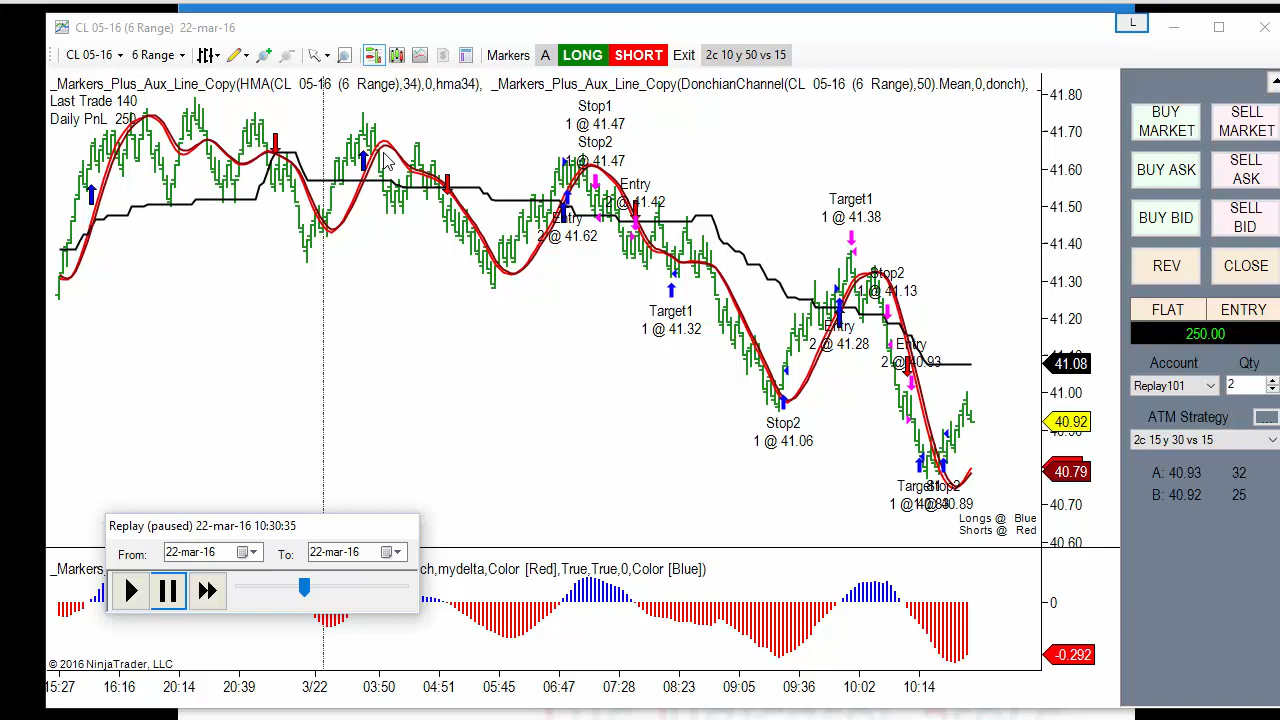 CL 05-16 (6 Range)  22-mar-16
L
CL 05-16
6 Range
Markers
A
LONG
SHORT
Exit
2c 10 y 50 vs 15
_Markers_Plus_Aux_Line_Copy(HMA(CL 05-16 (6 Range),34),0,hma34), _Markers_Plus_Aux_Line_Copy(DonchianChannel(CL 05-16 (6 Range),50).Mean,0,donch),
Last Trade 140
Daily PnL 250
Stop1
1 @ 41.47
Stop2
1 @ 41.47
Entry
2 @ 41.42
Entry
2 @ 41.62
Target1
1 @ 41.32
Stop2
1 @ 41.06
Target1
1 @ 41.38
Stop2
1 @ 41.13
Entry
2 @ 41.28
Entry
2 @ 40.93
Target1
Stop2
40.89
Longs @ Blue
Shorts @ Red
41.80
41.70
41.60
41.50
41.40
41.30
41.20
41.08
41.00
40.92
40.79
40.70
40.60
BUY MARKET
SELL MARKET
BUY ASK
SELL ASK
BUY BID
SELL BID
REV
CLOSE
FLAT
ENTRY
250.00
Account
Qty
Replay101
2
ATM Strategy
...
2c 15 y 30 vs 15
A: 40.93 32
B: 40.92 25
Replay (paused) 22-mar-16 10:30:35
From:
22-mar-16
To:
22-mar-16
_Markers_
ch,mydelta,Color [Red],True,True,0,Color [Blue])
0
-0.292
© 2016 NinjaTrader, LLC
15:27
16:16
20:14
20:39
3/22
03:50
04:51
05:45
06:47
07:28
08:23
09:05
09:36
10:02
10:14